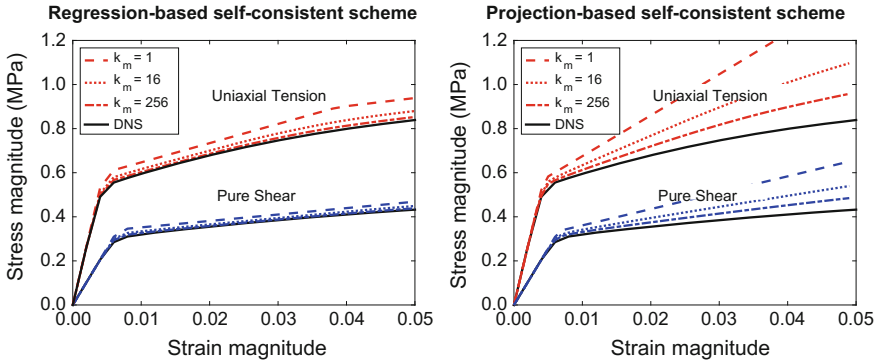 Regression-based self-consistent scheme
Stress magnitude (MPa)
1.2
1.0
0.8
0.6
0.4
0.2
0.0
k_m = 1
k_m = 16
k_m = 256
DNS
Uniaxial Tension
Pure Shear
0.00 0.01 0.02 0.03 0.04 0.05
Strain magnitude
Projection-based self-consistent scheme
Stress magnitude (MPa)
1.2
1.0
0.8
0.6
0.4
0.2
0.0
k_m = 1
k_m = 16
k_m = 256
DNS
Uniaxial Tension
Pure Shear
0.00 0.01 0.02 0.03 0.04 0.05
Strain magnitude